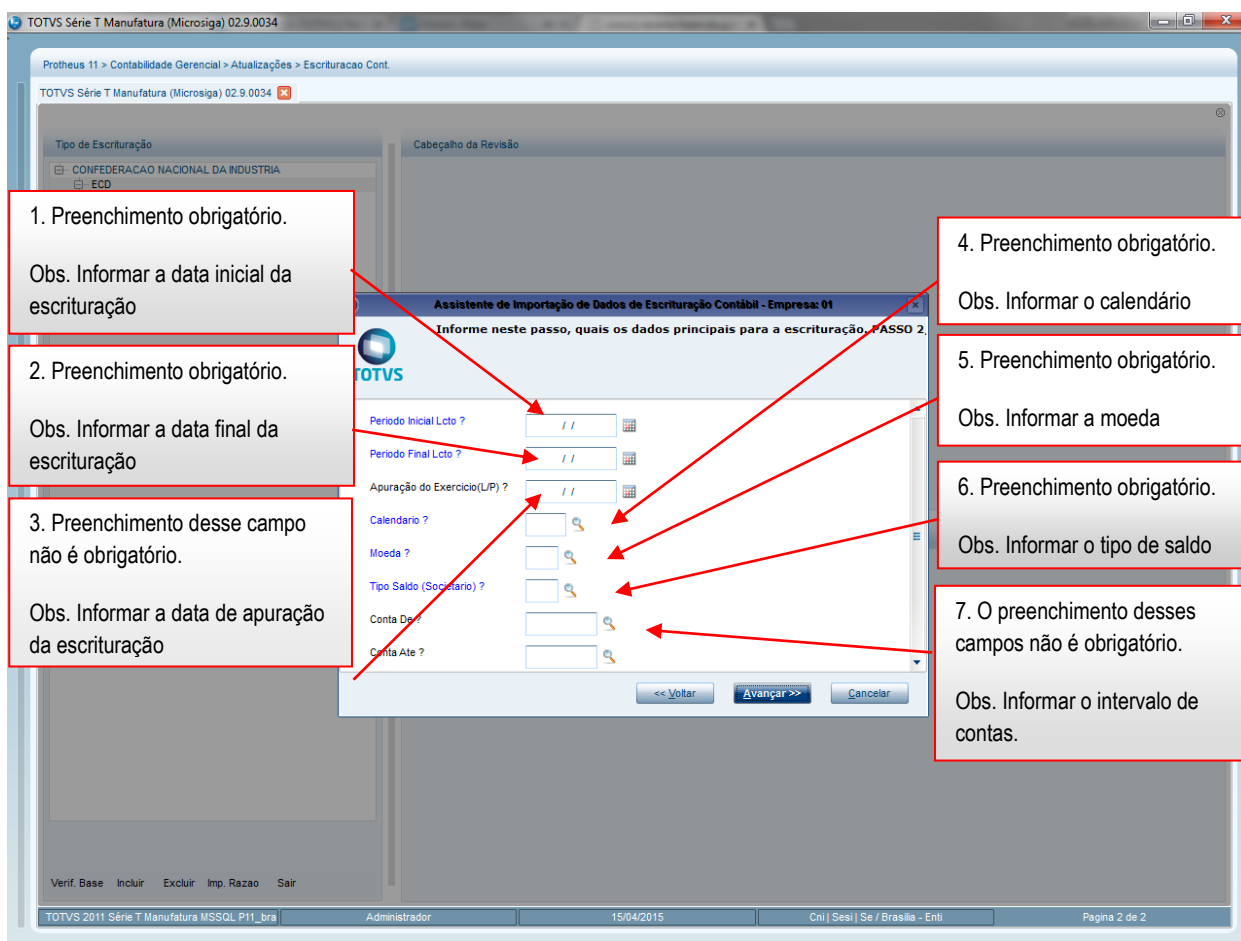 TOTVS Série T Manufatura (Microsiga) 02.9.0034
Protheus 11 > Contabilidade Gerencial > Atualizações > Escrituracao Cont.
TOTVS Série T Manufatura (Microsiga) 02.9.0034
Tipo de Escrituração
Cabeçalho da Revisão
CONFEDERACAO NACIONAL DA INDUSTRIA
ECD
1. Preenchimento obrigatório.
Obs. Informar a data inicial da
escrituração
2. Preenchimento obrigatório.
Obs. Informar a data final da
escrituração
3. Preenchimento desse campo
não é obrigatório.
Obs. Informar a data de apuração
da escrituração
Assistente de Importação de Dados de Escrituração Contábil - Empresa: 01
Informe neste passo, quais os dados principais para a escrituração. PASSO 2
TOTVS
Periodo Inicial Lcto ?
/ /
Periodo Final Lcto ?
/ /
Apuração do Exercicio(L/P) ?
/ /
Calendario ?
Moeda ?
Tipo Saldo (Societario) ?
Conta De ?
Conta Ate ?
<< Voltar
Avançar >>
Cancelar
4. Preenchimento obrigatório.
Obs. Informar o calendário
5. Preenchimento obrigatório.
Obs. Informar a moeda
6. Preenchimento obrigatório.
Obs. Informar o tipo de saldo
7. O preenchimento desses
campos não é obrigatório.
Obs. Informar o intervalo de
contas.
Verif. Base Incluir Excluir Imp. Razao Sair
TOTVS 2011 Série T Manufatura MSSQL P11_bra
Administrador
15/04/2015
Cni | Sesi | Se / Brasilia - Enti
Pagina 2 de 2